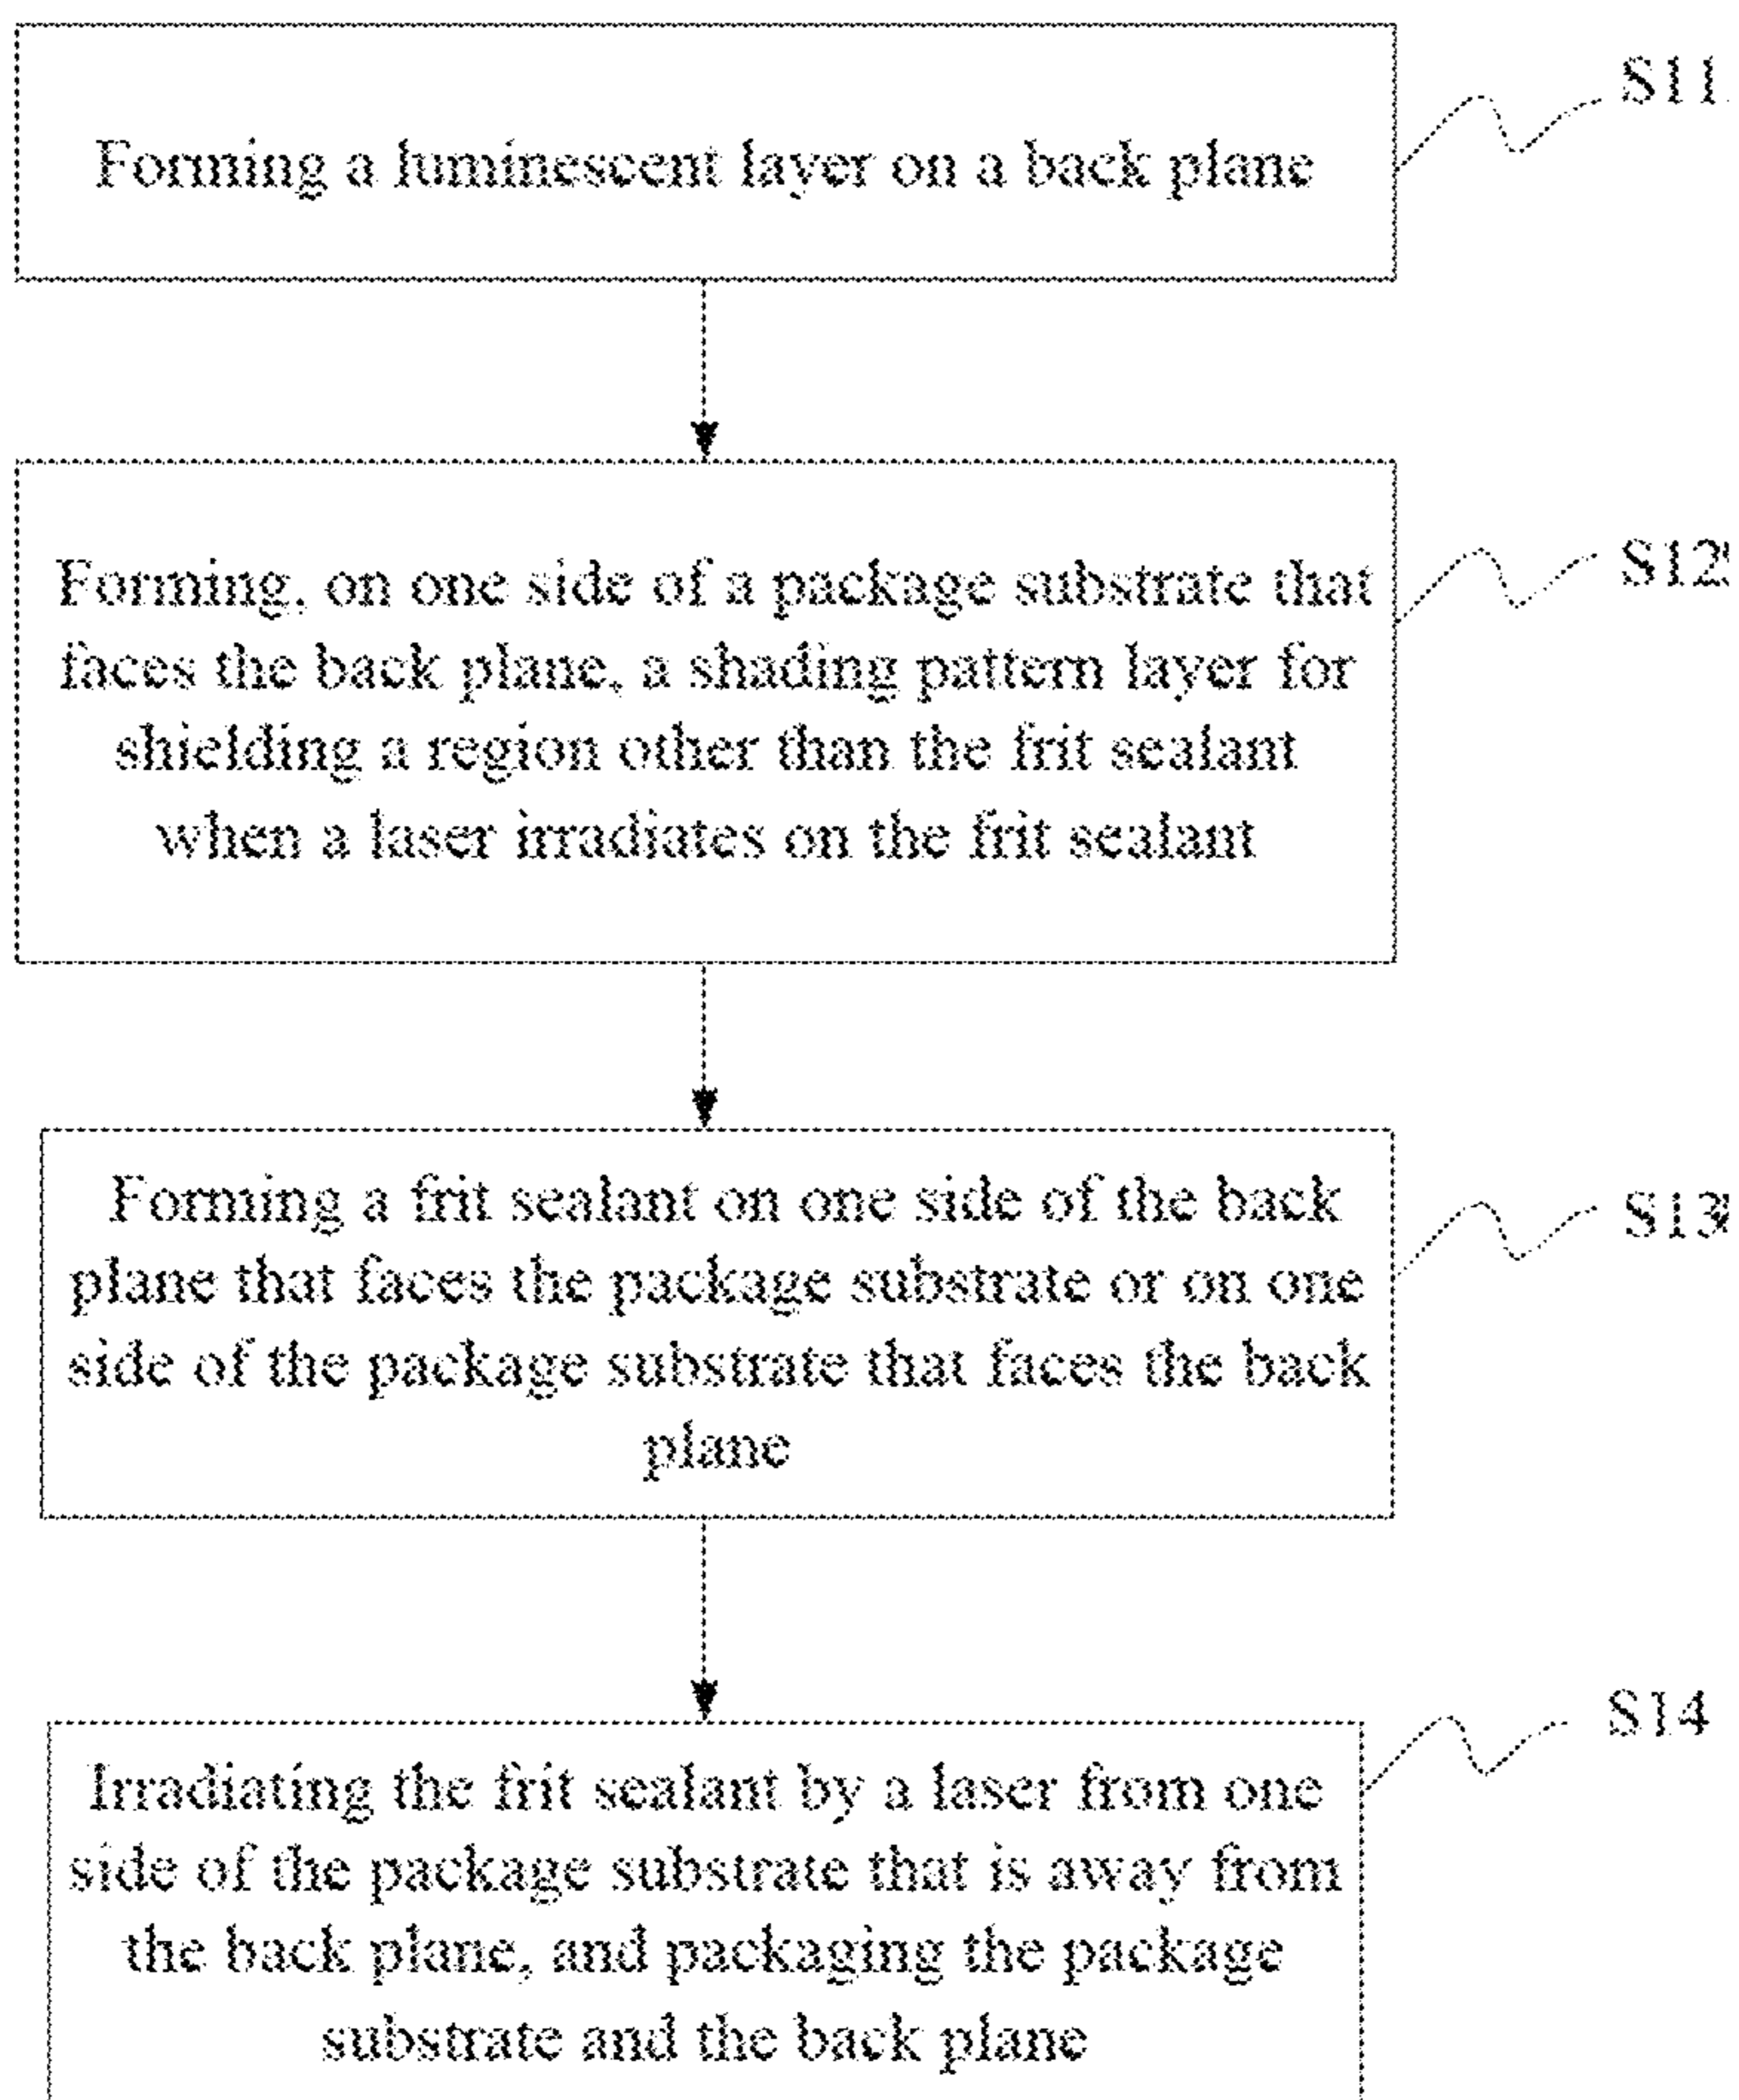 S11
Forming a luminescent layer on a back plane
S12
Forming, on one side of a package substrate that
faces the back plane, a shading pattern layer for
shielding a region other than the frit sealant
when a laser irradiates on the frit sealant
S13
Forming a frit sealant on one side of the back
plane that faces the package substrate or on one
side of the package substrate that faces the back
plane
S14
Irradiating the frit sealant by a laser from one
side of the package substrate that is away from
the back plane, and packaging the package
substrate and the back plane